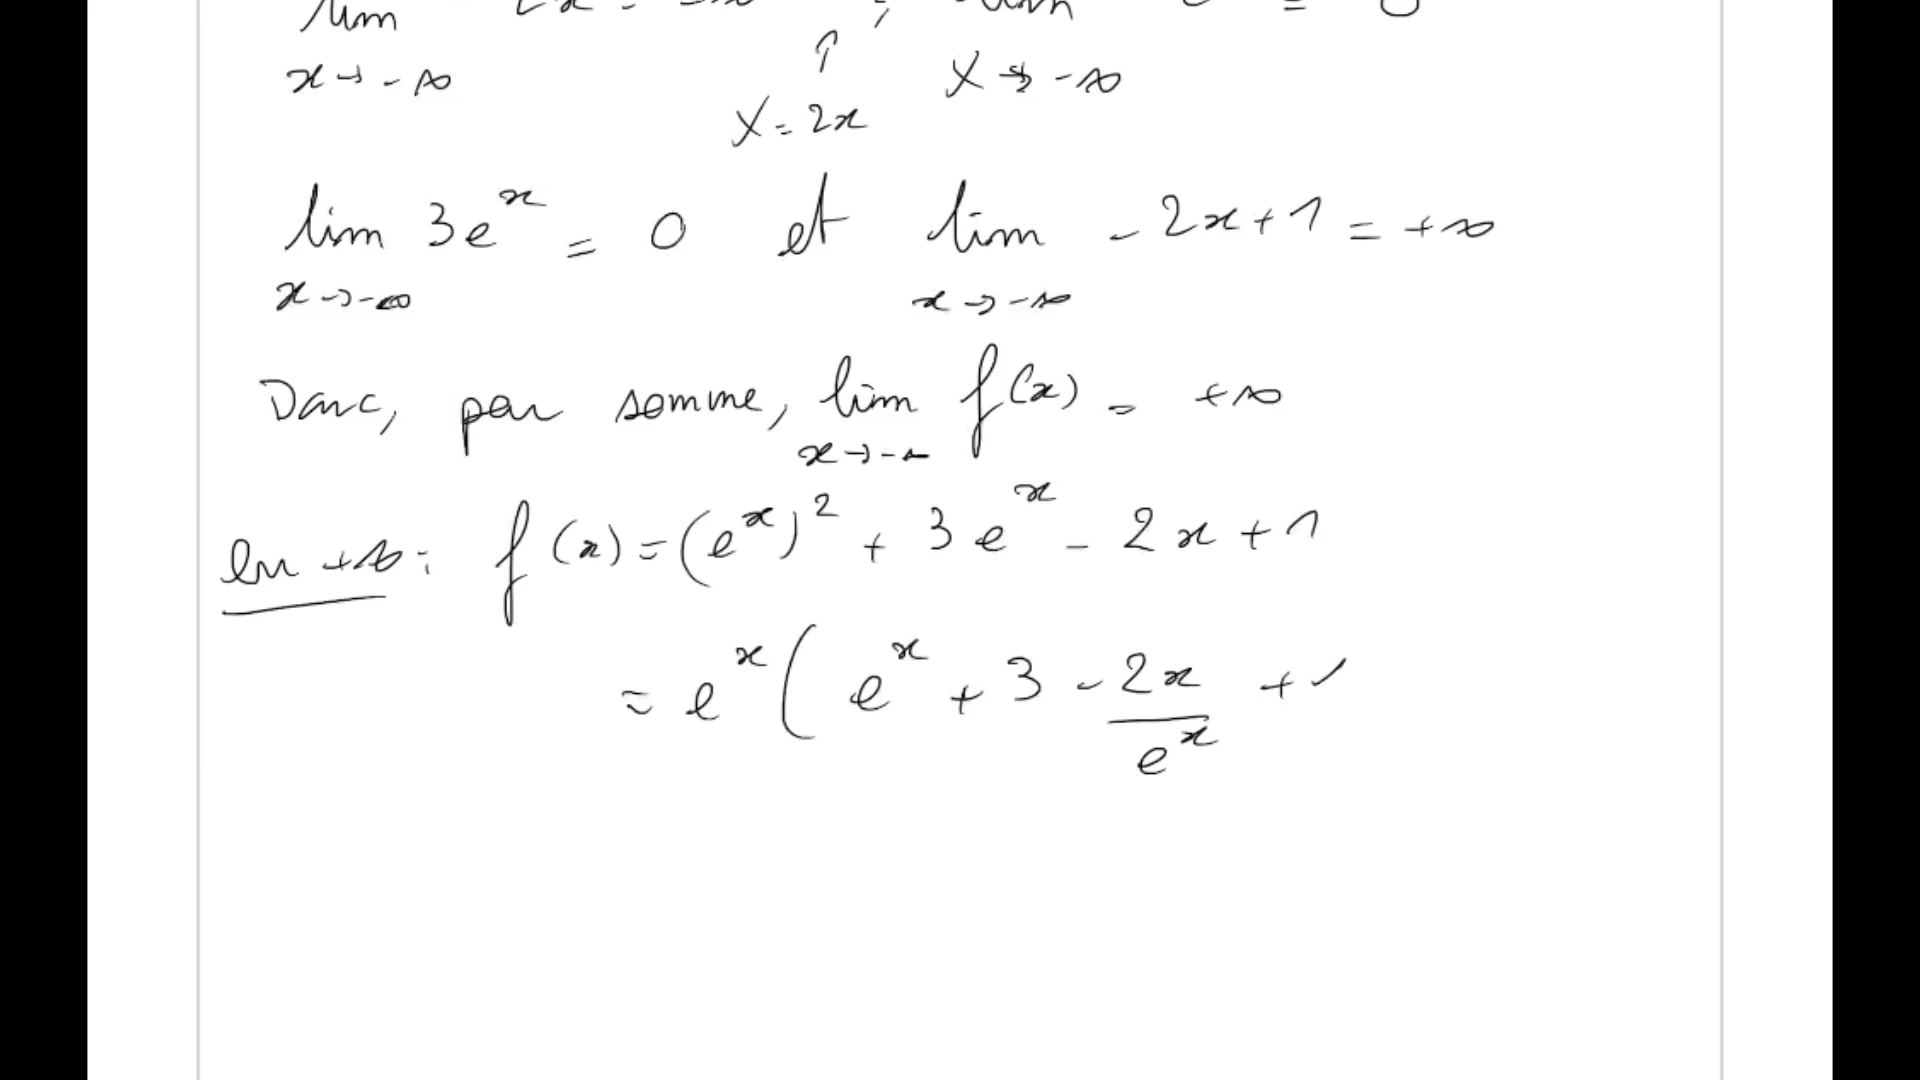 lim
x → -∞ ↑ X → -∞
X = 2x
lim 3e^x = 0 et lim -2x+1 = +∞
x → -∞ x → -∞
Donc, par somme, lim f(x) = +∞
x → -∞
en +∞ : f(x) = (e^x)^2 + 3e^x - 2x + 1
= e^x ( e^x + 3 - 2x/e^x +